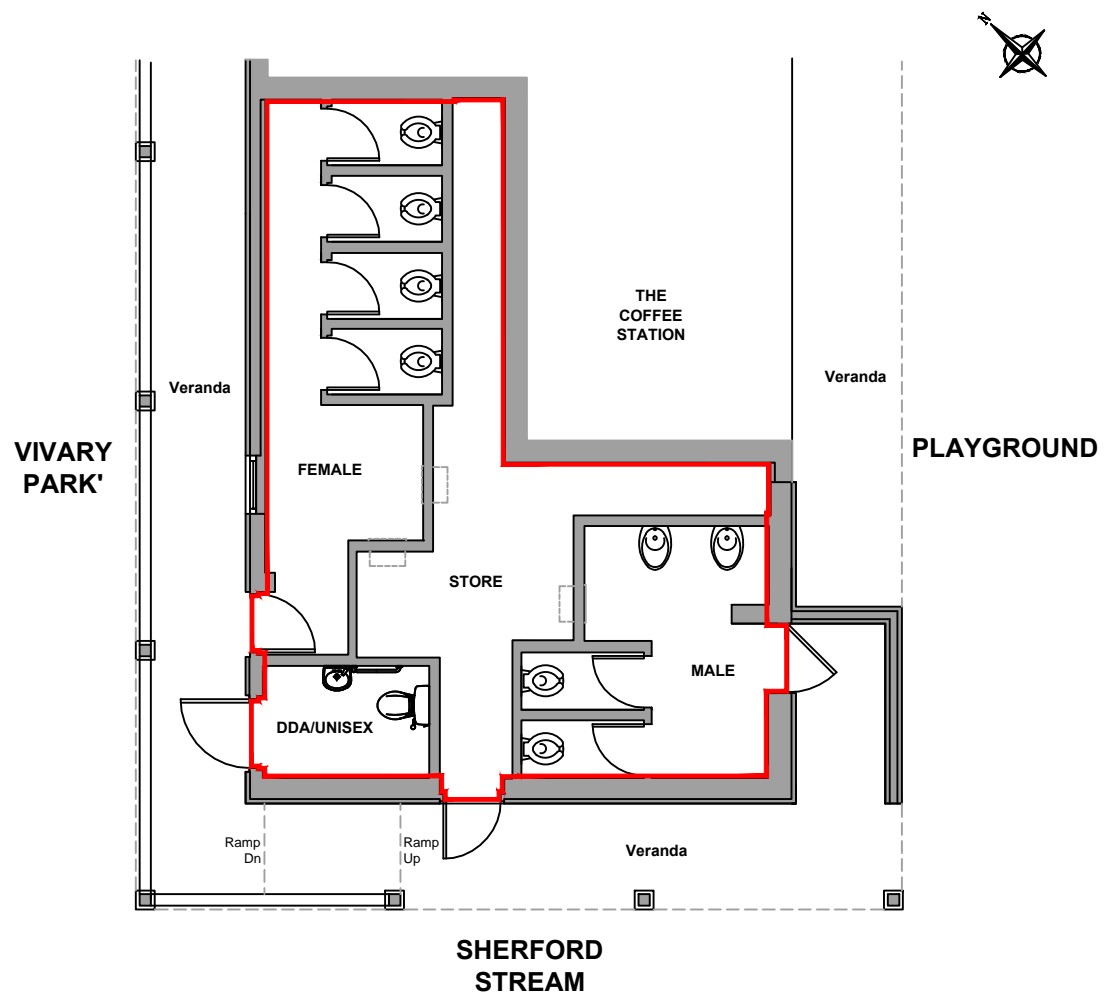 N
THE
COFFEE
STATION
Veranda
Veranda
VIVARY
PARK'
PLAYGROUND
FEMALE
STORE
MALE
DDA/UNISEX
Ramp
Dn
Ramp
Up
Veranda
SHERFORD
STREAM